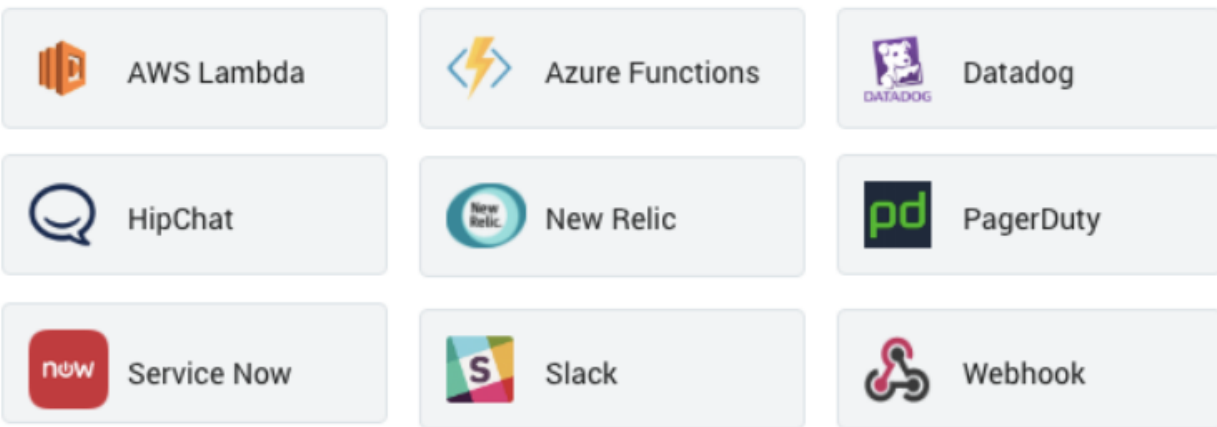 AWS Lambda
Azure Functions
DATADOG
Datadog
HipChat
New
Relic.
New Relic
pd
PagerDuty
now
Service Now
S
Slack
Webhook